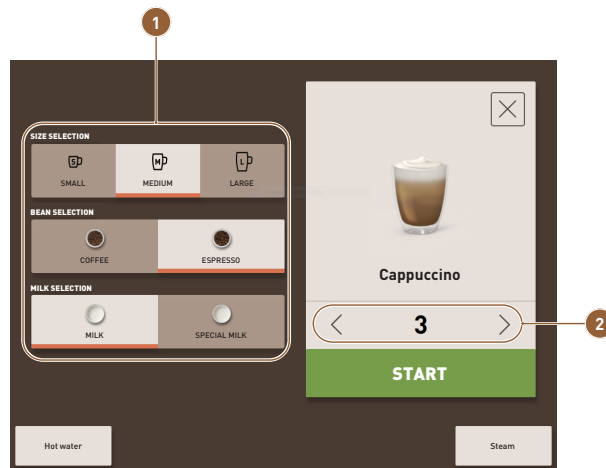 1
SIZE SELECTION
S M L
SMALL MEDIUM LARGE
BEAN SELECTION
COFFEE ESPRESSO
MILK SELECTION
MILK SPECIAL MILK
Cappuccino
3
2
START
Hot water
Steam